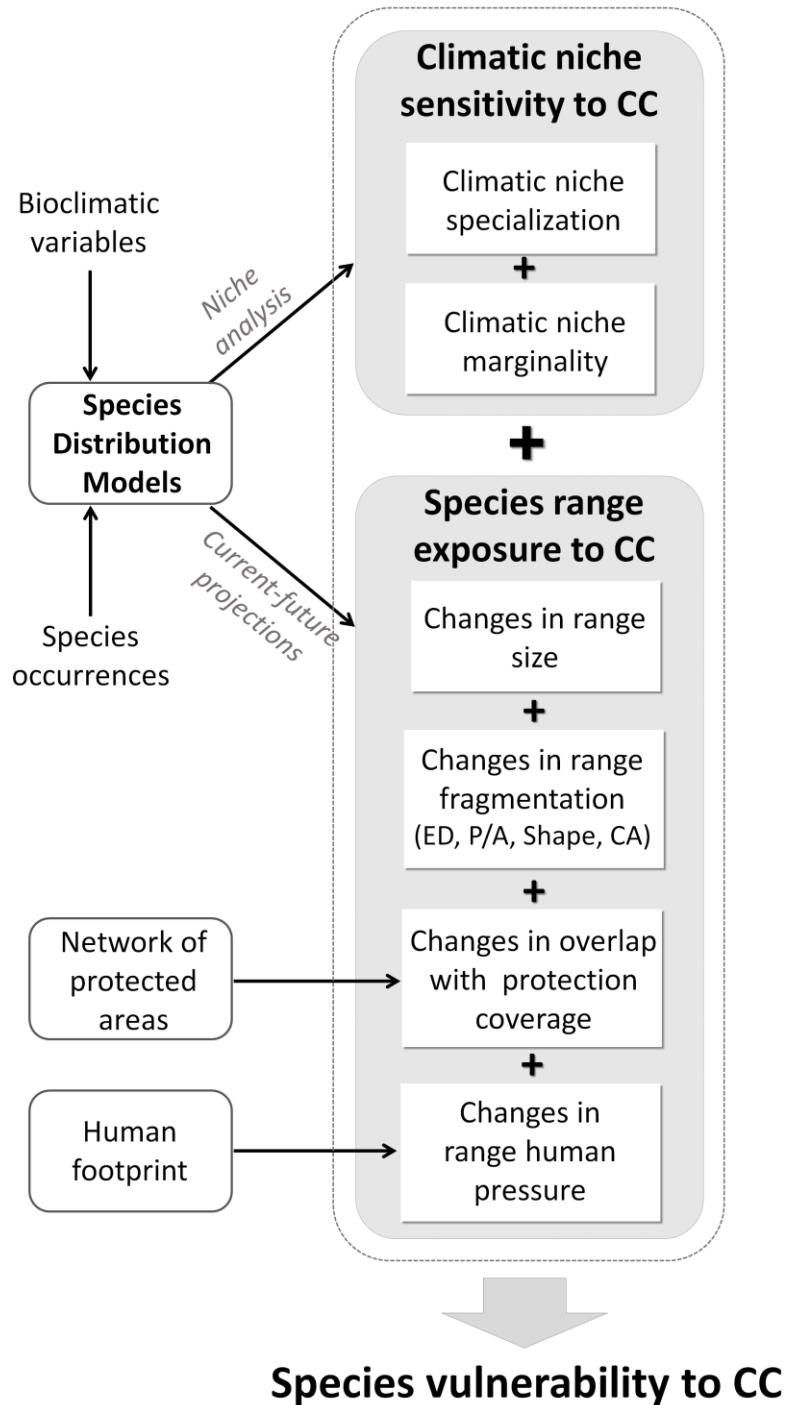 Climatic niche
sensitivity to CC
Climatic niche
specialization
+
Climatic niche
marginality
+
Bioclimatic
variables
Niche
analysis
Species
Distribution
Models
Current-future
projections
Species
occurrences
Species range
exposure to CC
Changes in range
size
+
Changes in range
fragmentation
(ED, P/A, Shape, CA)
+
Network of
protected
areas
Changes in overlap
with protection
coverage
+
Human
footprint
Changes in
range human
pressure
Species vulnerability to CC